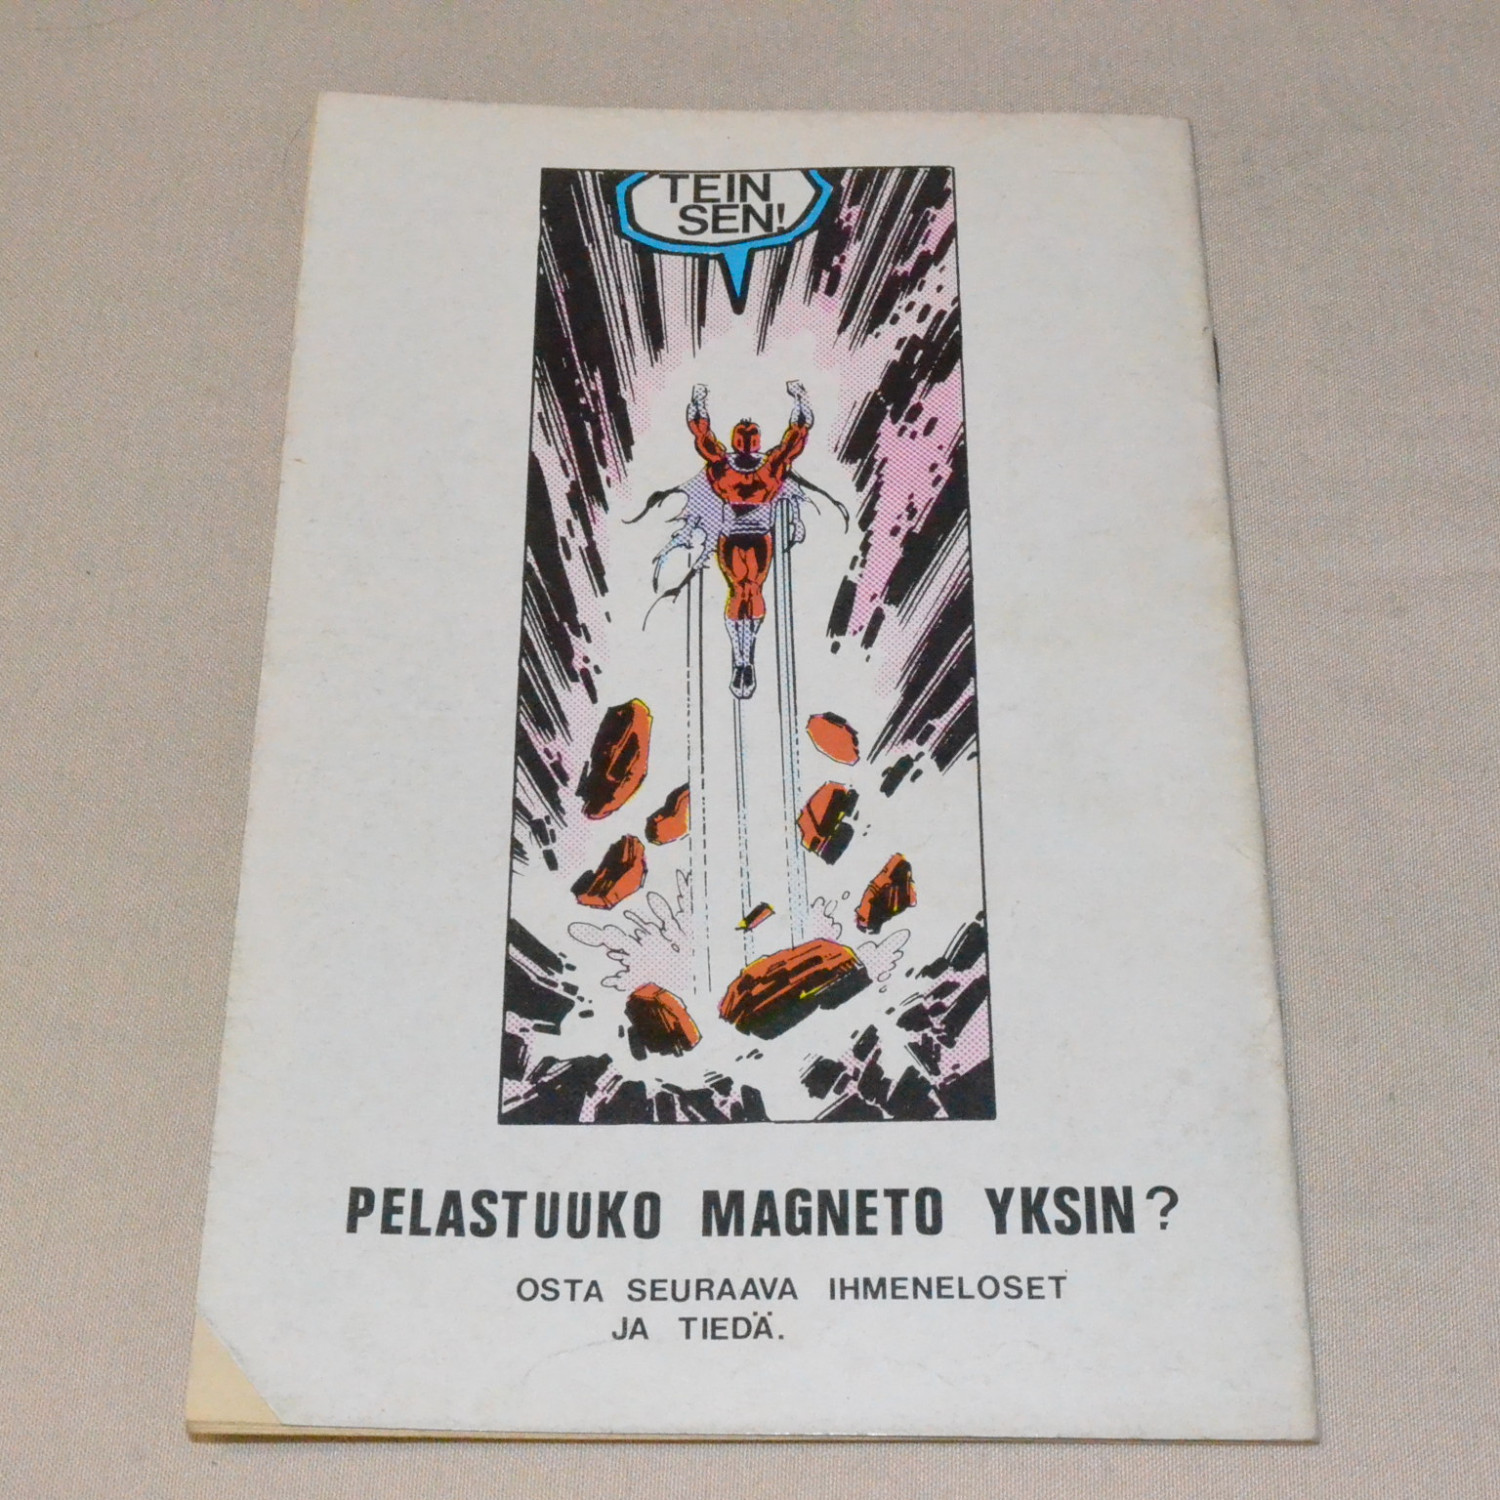 TEIN
SEN!
PELASTUUKO MAGNETO YKSIN?
OSTA SEURAAVA IHMENELOSET
JA TIEDÄ.